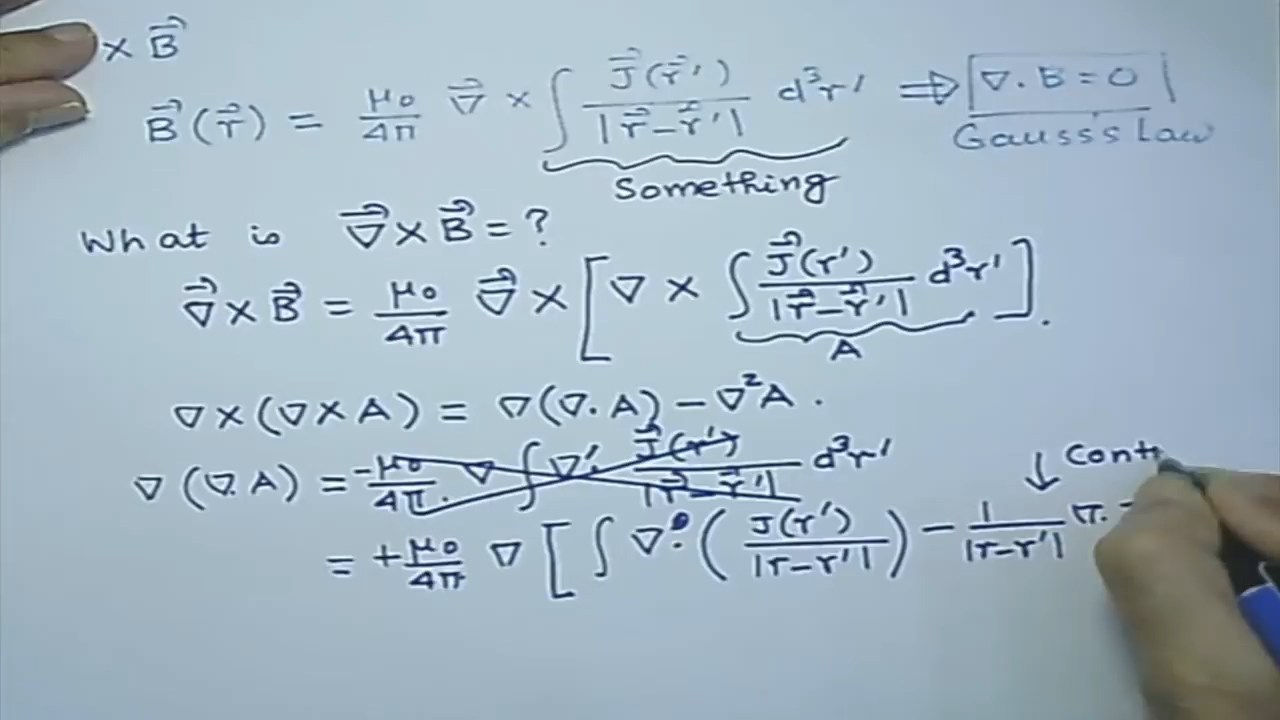 × B⃗
B⃗(r⃗) = μ₀/4π ∇⃗ × ∫ J⃗(r⃗')/|r⃗-r⃗'| d³r' ⇒ ∇.B = 0
Gauss's Law
Something
What is ∇⃗×B⃗=?
∇⃗×B⃗ = μ₀/4π ∇⃗×[∇ × ∫ J⃗(r')/|r⃗-r⃗'| d³r'].
A
∇×(∇×A) = ∇(∇.A) - ∇²A.
∇(∇.A) = -μ₀/4π ∇ ∫ ∇'. J⃗(r')/|r⃗-r⃗'| d³r'
↓ Cont
= +μ₀/4π ∇ [∫ ∇. (J(r')/|r-r'|) - 1/|r-r'| ∇.